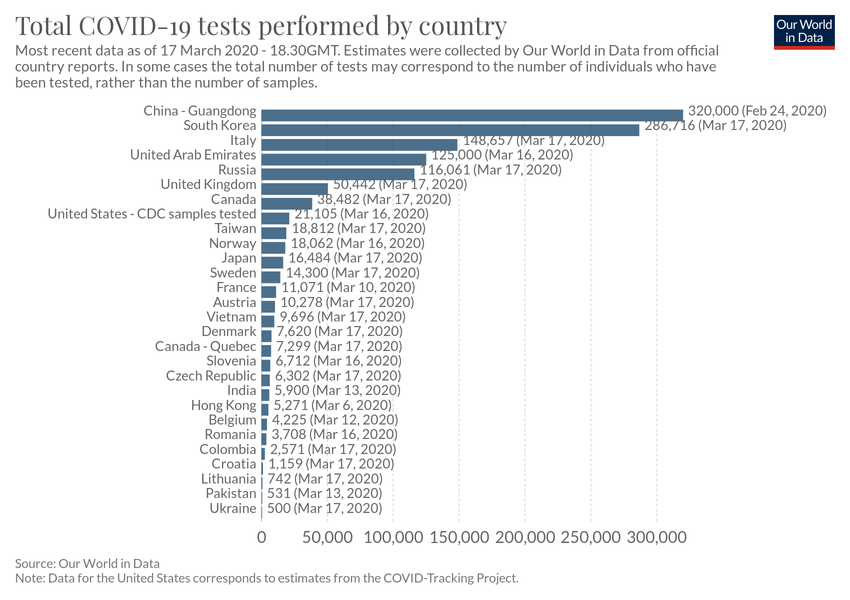 Total COVID-19 tests performed by country
Our World
in Data
Most recent data as of 17 March 2020 - 18.30GMT. Estimates were collected by Our World in Data from official
country reports. In some cases the total number of tests may correspond to the number of individuals who have
been tested, rather than the number of samples.
China - Guangdong 320,000 (Feb 24, 2020)
South Korea 286,716 (Mar 17, 2020)
Italy 148,657 (Mar 17, 2020)
United Arab Emirates 125,000 (Mar 16, 2020)
Russia 116,061 (Mar 17, 2020)
United Kingdom 50,442 (Mar 17, 2020)
Canada 38,482 (Mar 17, 2020)
United States - CDC samples tested 21,105 (Mar 16, 2020)
Taiwan 18,812 (Mar 17, 2020)
Norway 18,062 (Mar 16, 2020)
Japan 16,484 (Mar 17, 2020)
Sweden 14,300 (Mar 17, 2020)
France 11,071 (Mar 10, 2020)
Austria 10,278 (Mar 17, 2020)
Vietnam 9,696 (Mar 17, 2020)
Denmark 7,620 (Mar 17, 2020)
Canada - Quebec 7,299 (Mar 17, 2020)
Slovenia 6,712 (Mar 16, 2020)
Czech Republic 6,302 (Mar 17, 2020)
India 5,900 (Mar 13, 2020)
Hong Kong 5,271 (Mar 6, 2020)
Belgium 4,225 (Mar 12, 2020)
Romania 3,708 (Mar 16, 2020)
Colombia 2,571 (Mar 17, 2020)
Croatia 1,159 (Mar 17, 2020)
Lithuania 742 (Mar 17, 2020)
Pakistan 531 (Mar 13, 2020)
Ukraine 500 (Mar 17, 2020)
0 50,000 100,000 150,000 200,000 250,000 300,000
Source: Our World in Data
Note: Data for the United States corresponds to estimates from the COVID-Tracking Project.